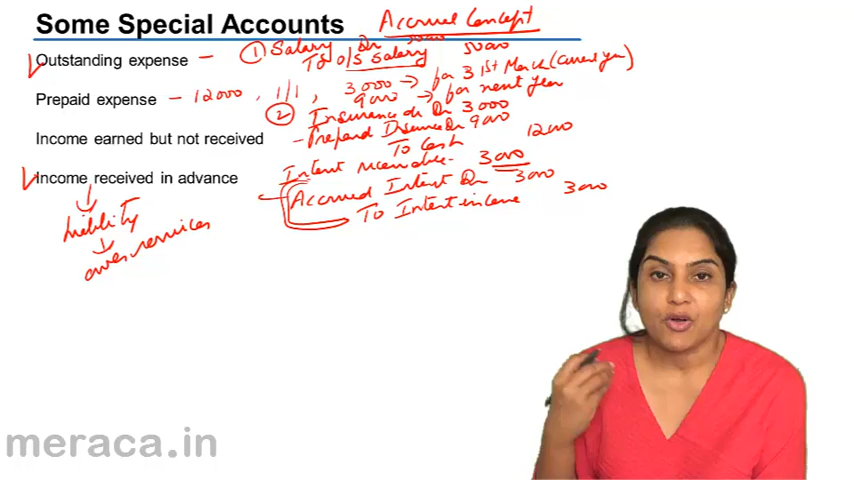 Some Special Accounts
Accrual Concept
Outstanding expense –
① Salary Dr 5000
To O/S Salary 5000
Prepaid expense – 12000, 1/1, 3000 → for 31st March (current year)
9000 → for next year
② Insurance dr 3000
Income earned but not received
– Prepaid Insurance Dr 9000
To Cash 12000
Interest receivable – 3000
Income received in advance
Accrued Interest Dr 3000
To Interest income 3000
liability
owes services
meraca.in